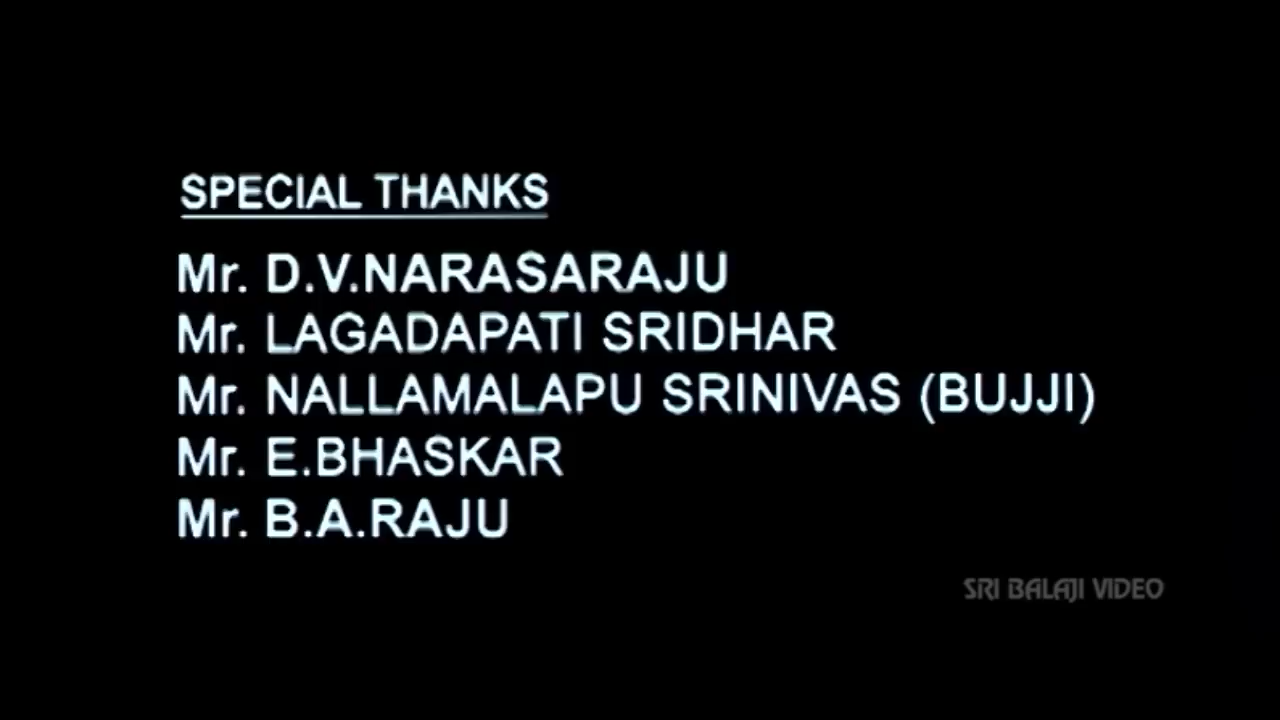 SPECIAL THANKS
Mr. D.V.NARASARAJU
Mr. LAGADAPATI SRIDHAR
Mr. NALLAMALAPU SRINIVAS (BUJJI)
Mr. E.BHASKAR
Mr. B.A.RAJU
SRI BALAJI VIDEO